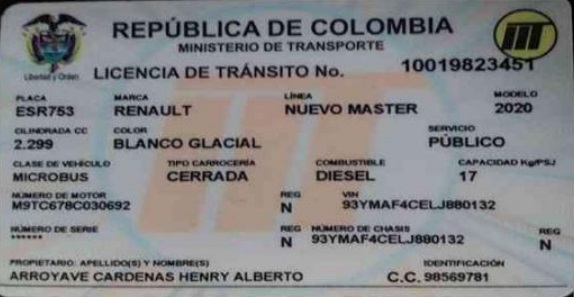 REPÚBLICA DE COLOMBIA
MINISTERIO DE TRANSPORTE
Libertad y Orden
LICENCIA DE TRÁNSITO No. 10019823451
PLACA MARCA LÍNEA MODELO
ESR753 RENAULT NUEVO MASTER 2020
CILINDRADA CC COLOR SERVICIO
2.299 BLANCO GLACIAL PÚBLICO
CLASE DE VEHÍCULO TIPO CARROCERÍA COMBUSTIBLE CAPACIDAD Kg/PSJ
MICROBUS CERRADA DIESEL 17
NÚMERO DE MOTOR REG VIN
M9TC678C030692 N 93YMAF4CELJ880132
NÚMERO DE SERIE REG NÚMERO DE CHASIS REG
****** N 93YMAF4CELJ880132 N
PROPIETARIO: APELLIDO(S) Y NOMBRE(S) IDENTIFICACIÓN
ARROYAVE CARDENAS HENRY ALBERTO C.C. 98569781